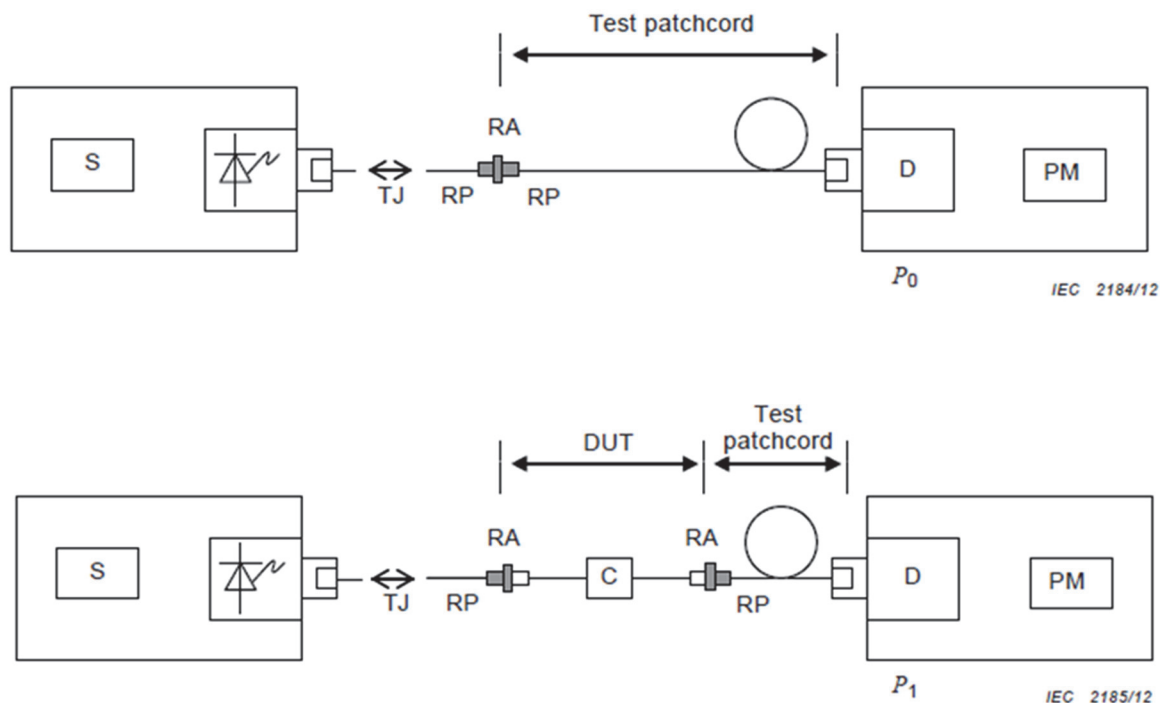 Test patchcord
RA
S
D
PM
TJ
RP
RP
P0
IEC 2184/12
Test
patchcord
DUT
RA
RA
S
C
D
PM
TJ
RP
RP
P1
IEC 2185/12